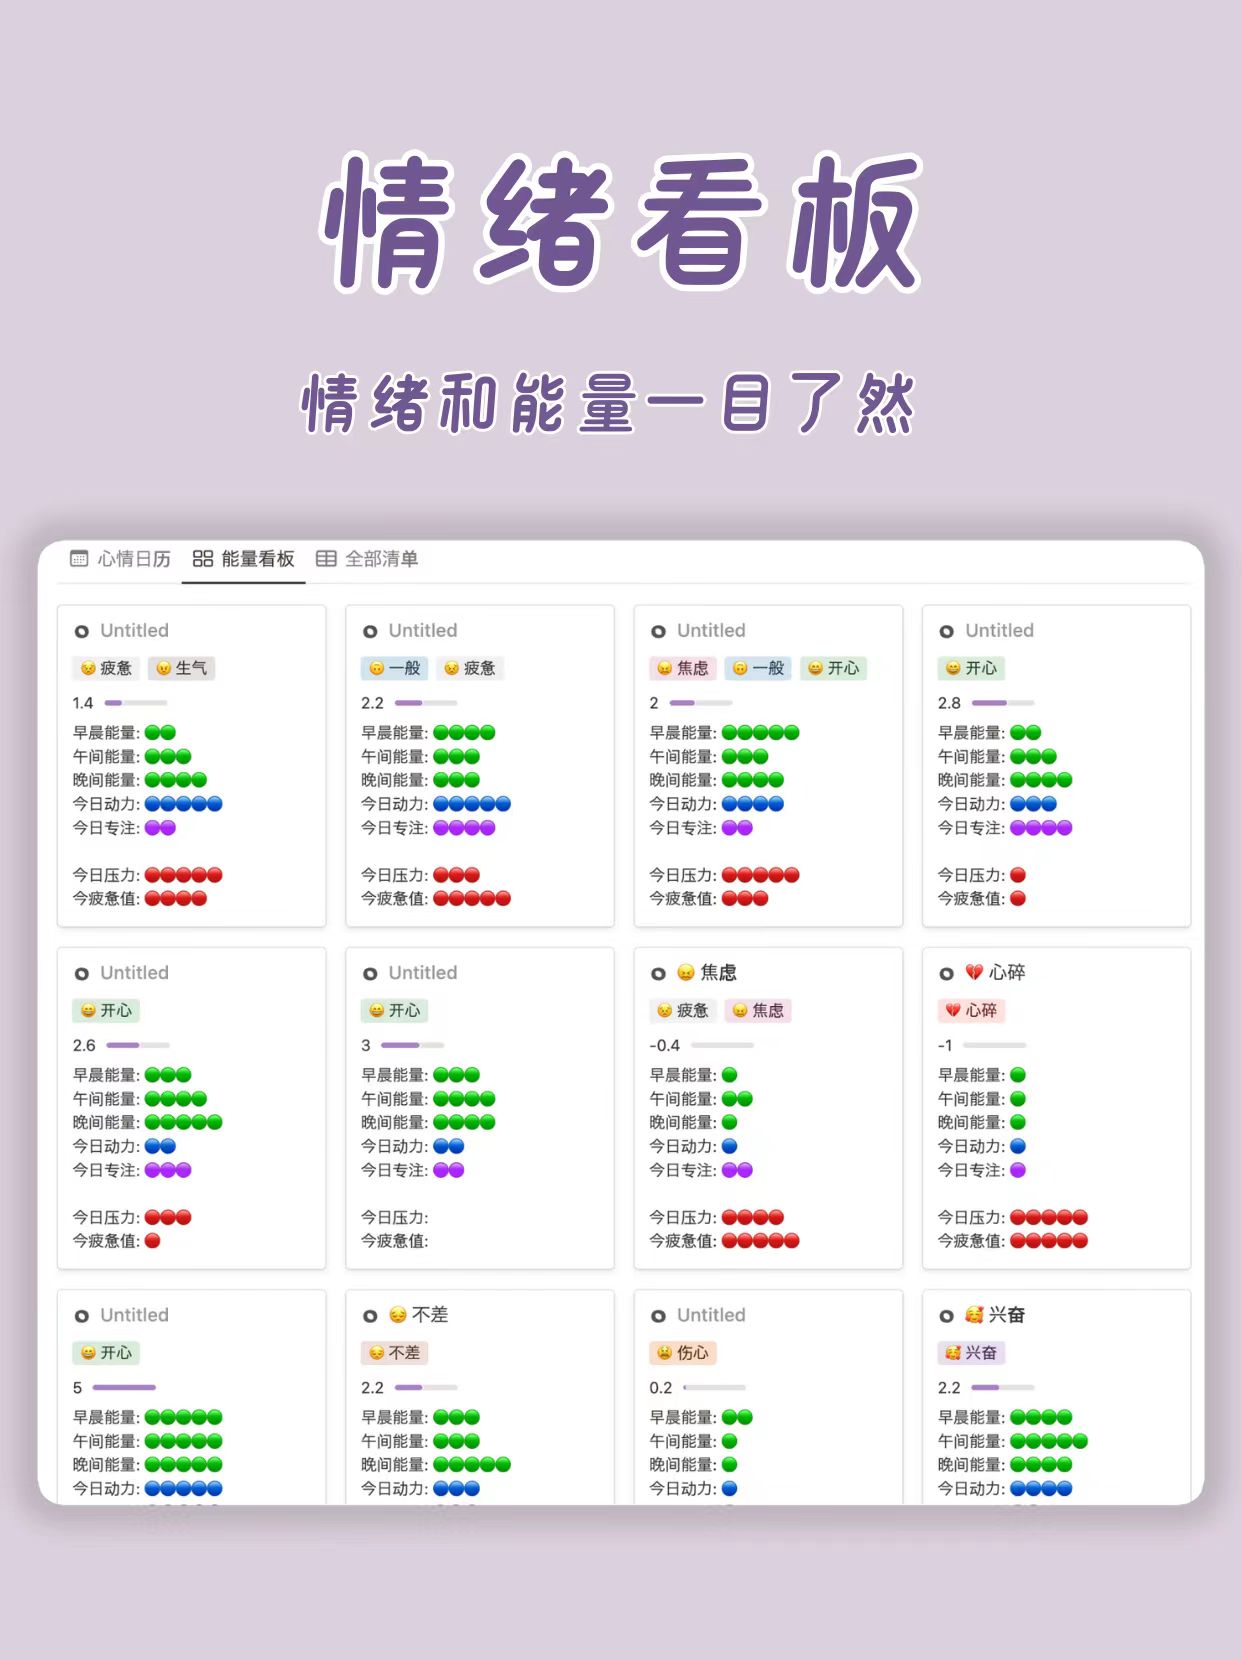 情绪看板
情绪和能量一目了然
心情日历 能量看板 全部清单
Untitled
疲惫 生气
1.4
早晨能量:
午间能量:
晚间能量:
今日动力:
今日专注:
今日压力:
今疲惫值:
Untitled
一般 疲惫
2.2
早晨能量:
午间能量:
晚间能量:
今日动力:
今日专注:
今日压力:
今疲惫值:
Untitled
焦虑 一般 开心
2
早晨能量:
午间能量:
晚间能量:
今日动力:
今日专注:
今日压力:
今疲惫值:
Untitled
开心
2.8
早晨能量:
午间能量:
晚间能量:
今日动力:
今日专注:
今日压力:
今疲惫值:
Untitled
开心
2.6
早晨能量:
午间能量:
晚间能量:
今日动力:
今日专注:
今日压力:
今疲惫值:
Untitled
开心
3
早晨能量:
午间能量:
晚间能量:
今日动力:
今日专注:
今日压力:
今疲惫值:
焦虑
疲惫 焦虑
-0.4
早晨能量:
午间能量:
晚间能量:
今日动力:
今日专注:
今日压力:
今疲惫值:
心碎
心碎
-1
早晨能量:
午间能量:
晚间能量:
今日动力:
今日专注:
今日压力:
今疲惫值:
Untitled
开心
5
早晨能量:
午间能量:
晚间能量:
今日动力:
不差
不差
2.2
早晨能量:
午间能量:
晚间能量:
今日动力:
Untitled
伤心
0.2
早晨能量:
午间能量:
晚间能量:
今日动力:
兴奋
兴奋
2.2
早晨能量:
午间能量:
晚间能量:
今日动力: